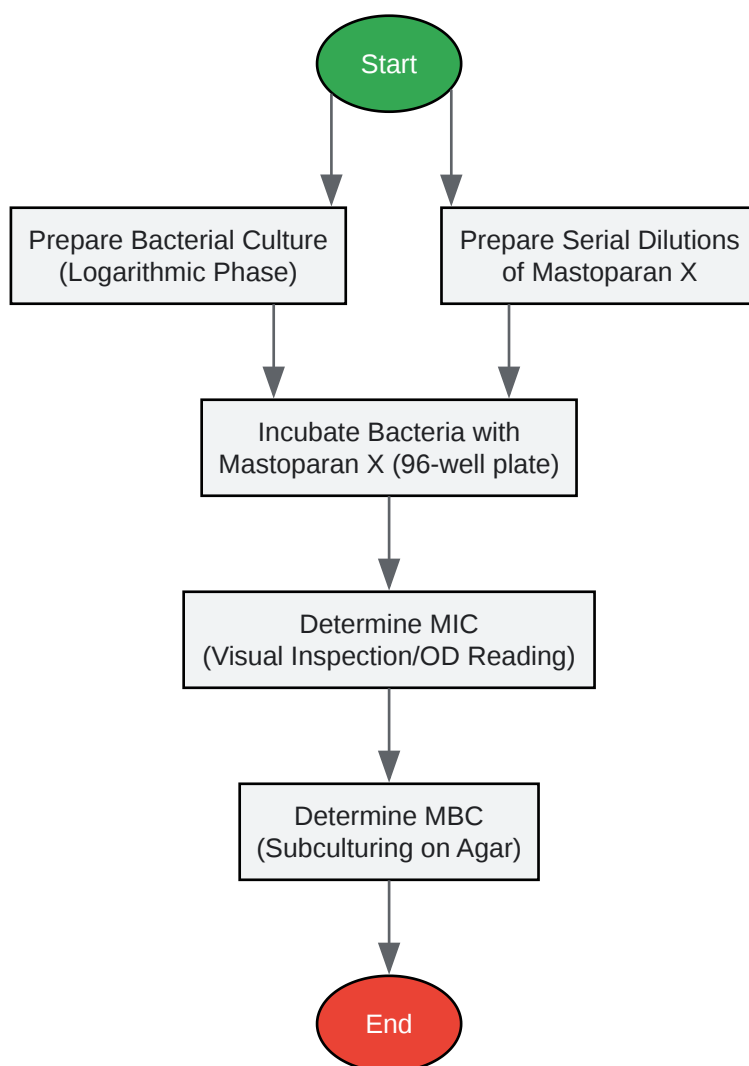 Start
Prepare Bacterial Culture
(Logarithmic Phase)
Prepare Serial Dilutions
of Mastoparan X
Incubate Bacteria with
Mastoparan X (96-well plate)
Determine MIC
(Visual Inspection/OD Reading)
Determine MBC
(Subculturing on Agar)
End